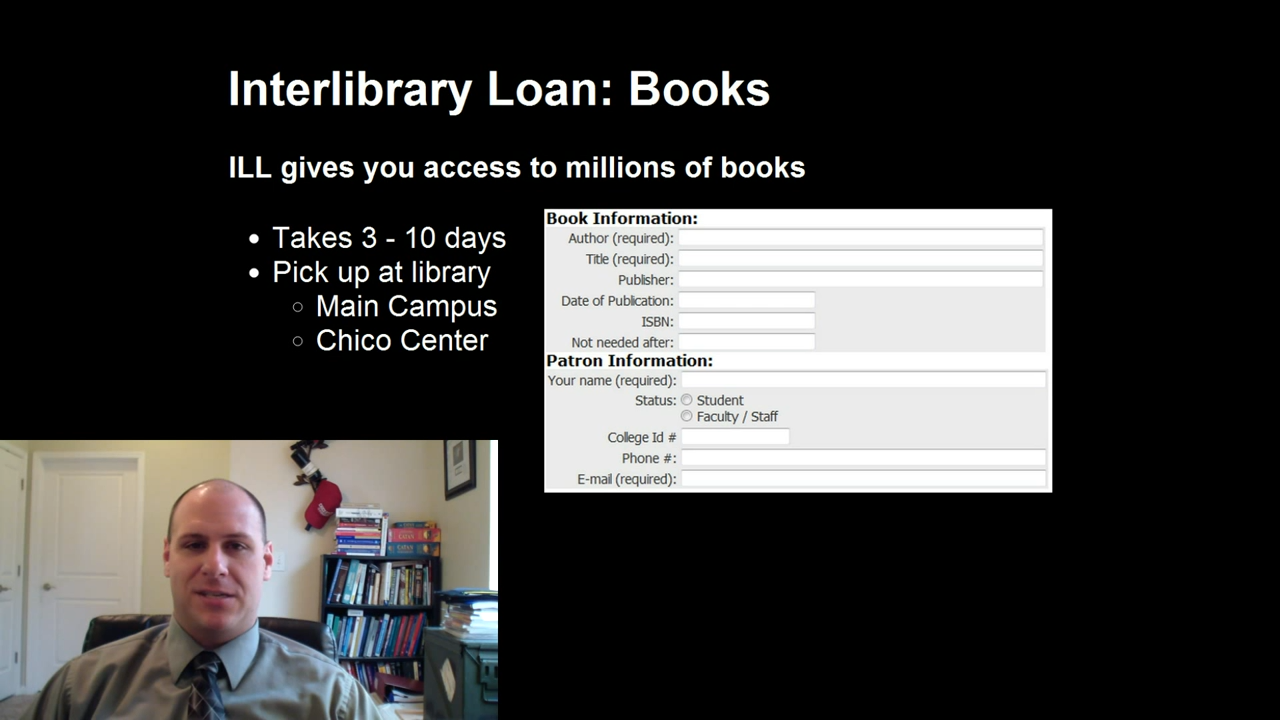 Interlibrary Loan: Books
ILL gives you access to millions of books
Takes 3 - 10 days
Pick up at library
Main Campus
Chico Center
Book Information:
Author (required):
Title (required):
Publisher:
Date of Publication:
ISBN:
Not needed after:
Patron Information:
Your name (required):
Status: Student
Faculty / Staff
College Id #
Phone #:
E-mail (required):